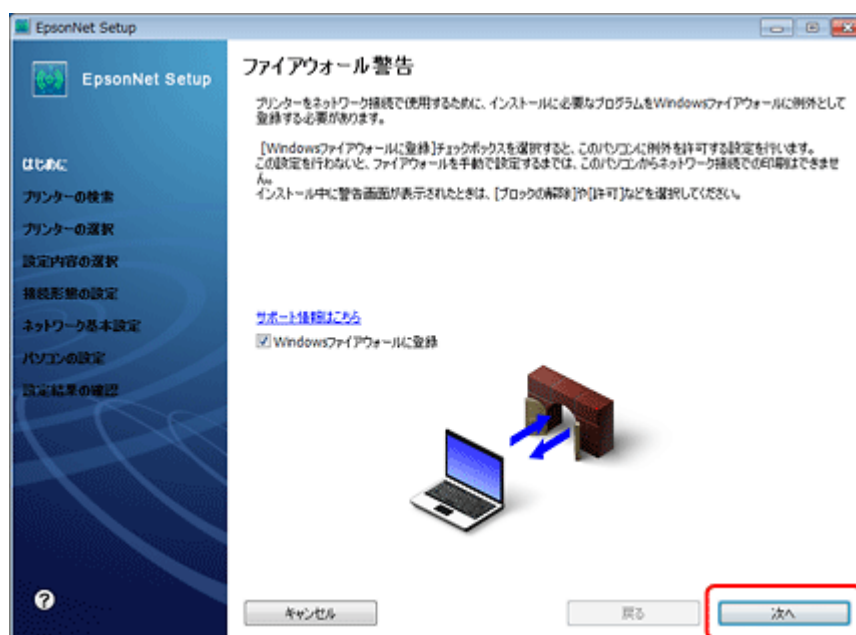 EpsonNet Setup
EpsonNet Setup
はじめに
プリンターの検索
プリンターの選択
設定内容の選択
接続形態の設定
ネットワーク基本設定
パソコンの設定
設定結果の確認
ファイアウォール警告
プリンターをネットワーク接続で使用するために、インストールに必要なプログラムをWindowsファイアウォールに例外として
登録する必要があります。
[Windowsファイアウォールに登録]チェックボックスを選択すると、このパソコンに例外を許可する設定を行います。
この設定を行わないと、ファイアウォールを手動で設定するまでは、このパソコンからネットワーク接続での印刷はできませ
ん。
インストール中に警告画面が表示されたときは、[ブロックの解除]や[許可]などを選択してください。
サポート情報はこちら
Windowsファイアウォールに登録
?
キャンセル
戻る
次へ